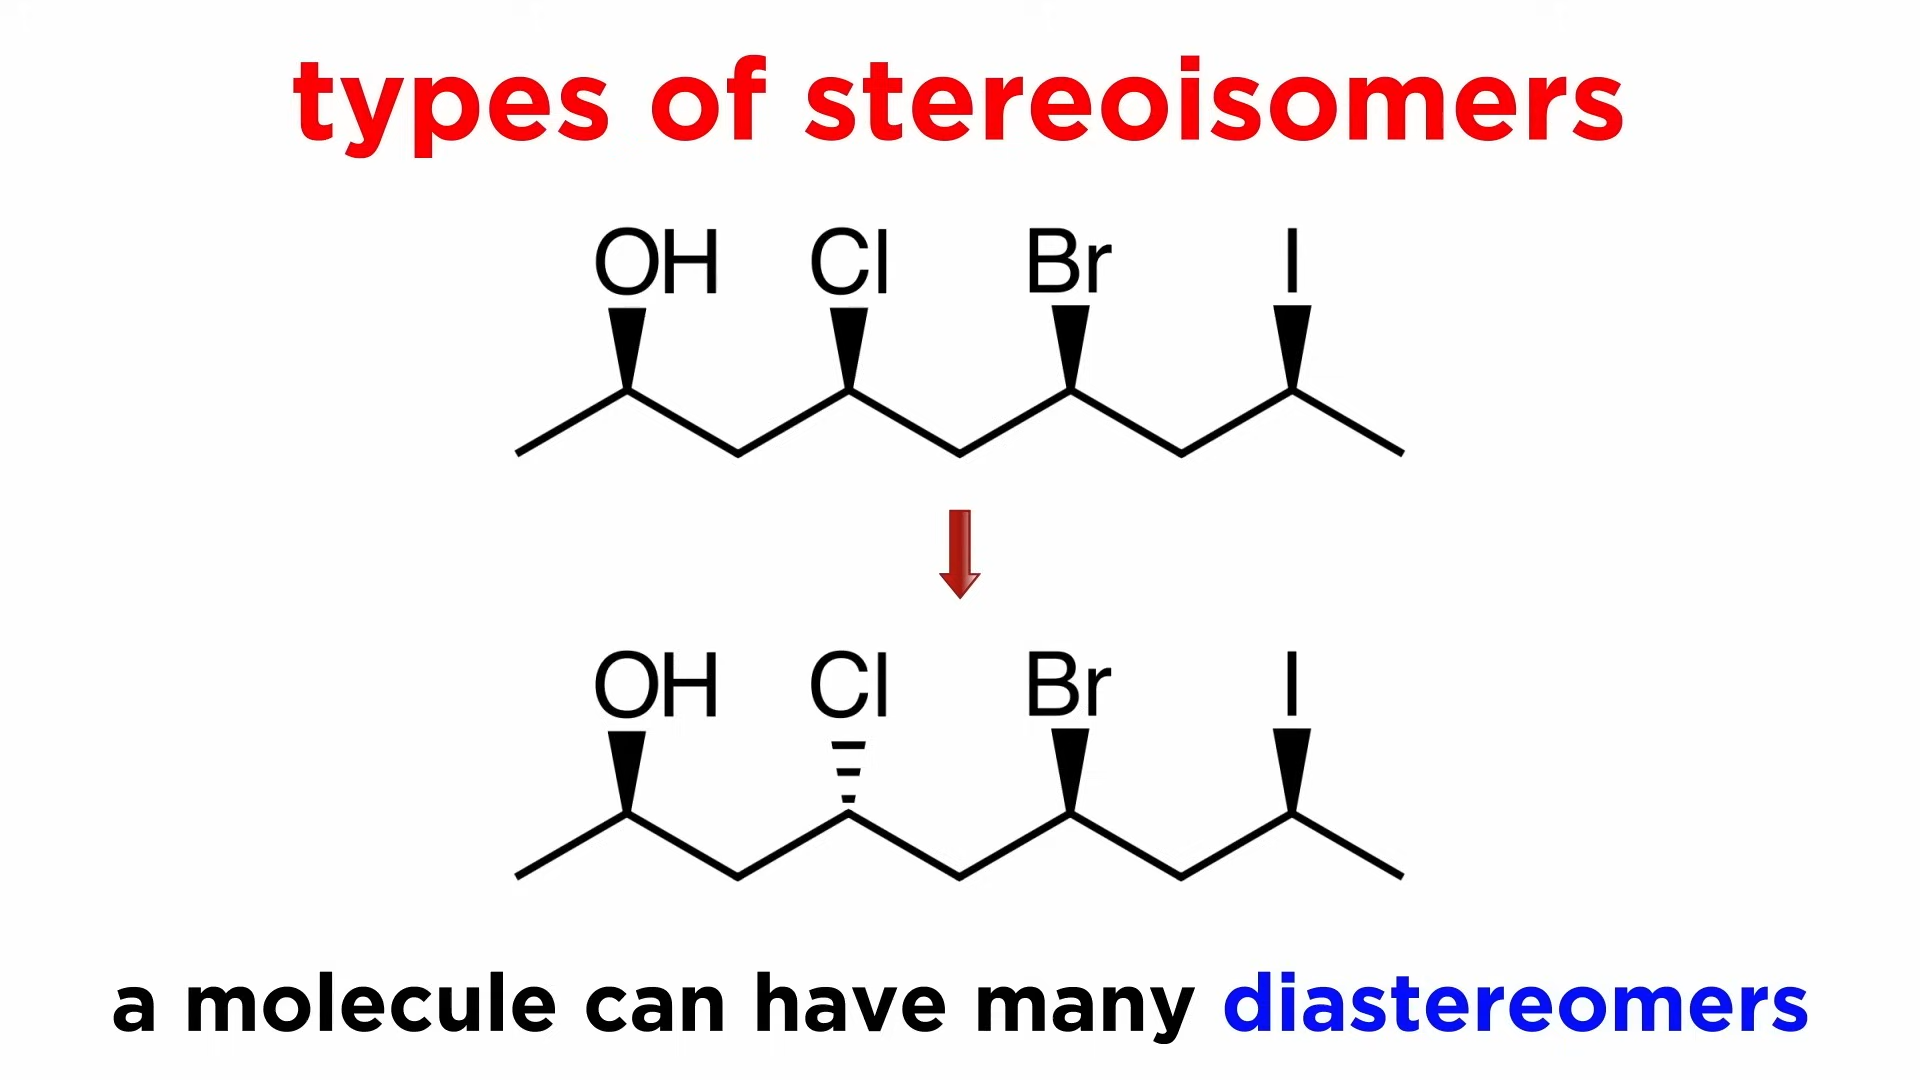 types of stereoisomers
OH Cl Br I
OH Cl Br I
a molecule can have many diastereomers